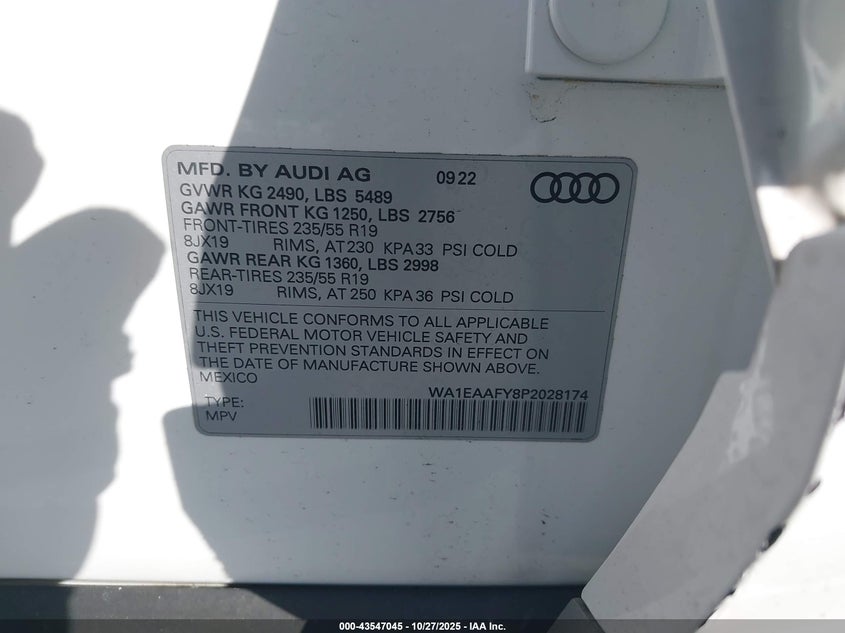 MFD. BY AUDI AG 09 22
GVWR KG 2490, LBS 5489
GAWR FRONT KG 1250, LBS 2756
FRONT-TIRES 235/55 R19
8JX19 RIMS, AT 230 KPA 33 PSI COLD
GAWR REAR KG 1360, LBS 2998
REAR-TIRES 235/55 R19
8JX19 RIMS, AT 250 KPA 36 PSI COLD
THIS VEHICLE CONFORMS TO ALL APPLICABLE
U.S. FEDERAL MOTOR VEHICLE SAFETY AND
THEFT PREVENTION STANDARDS IN EFFECT ON
THE DATE OF MANUFACTURE SHOWN ABOVE.
MEXICO
WA1EAAFY8P2028174
TYPE:
MPV
000-43547045 - 10/27/2025 - IAA Inc.